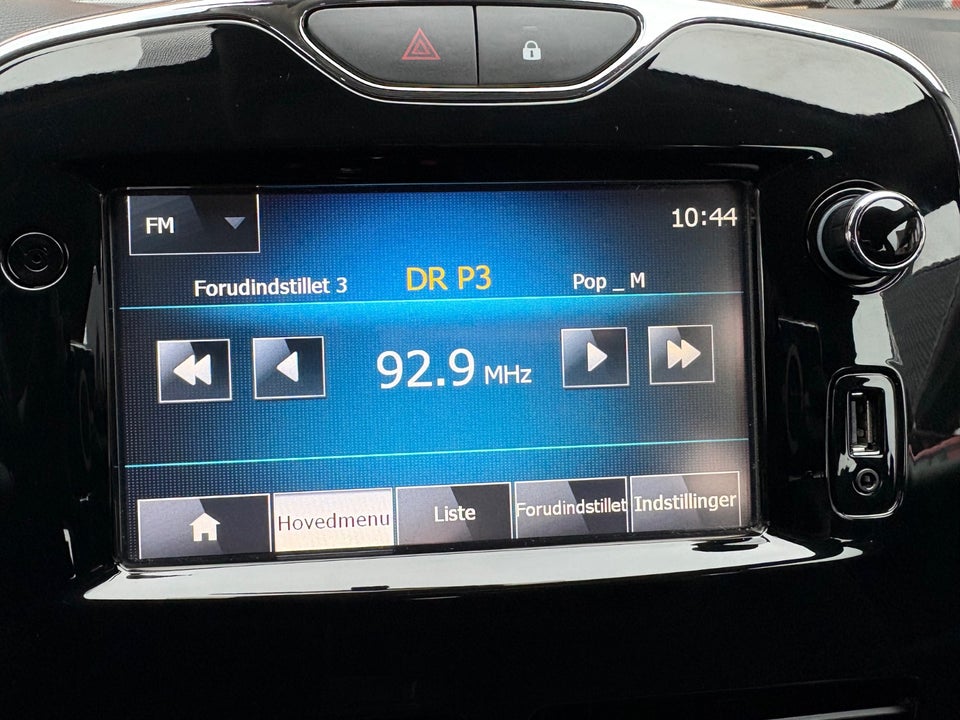 FM
10:44
Forudindstillet 3
DR P3
Pop _ M
92.9 MHz
Hovedmenu
Liste
Forudindstillet
Indstillinger